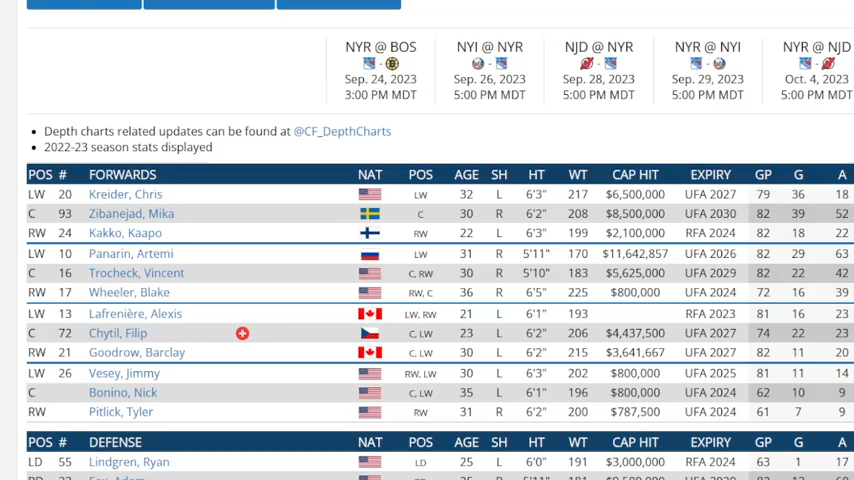 NYR @ BOS NYI @ NYR NJD @ NYR NYR @ NYI NYR @ NJD
- - - - -
Sep. 24, 2023 Sep. 26, 2023 Sep. 28, 2023 Sep. 29, 2023 Oct. 4, 2023
3:00 PM MDT 5:00 PM MDT 5:00 PM MDT 5:00 PM MDT 5:00 PM MDT
• Depth charts related updates can be found at @CF_DepthCharts
• 2022-23 season stats displayed
POS # FORWARDS NAT POS AGE SH HT WT CAP HIT EXPIRY GP G A
LW 20 Kreider, Chris LW 32 L 6'3" 217 $6,500,000 UFA 2027 79 36 18
C 93 Zibanejad, Mika C 30 R 6'2" 208 $8,500,000 UFA 2030 82 39 52
RW 24 Kakko, Kaapo RW 22 L 6'3" 199 $2,100,000 RFA 2024 82 18 22
LW 10 Panarin, Artemi LW 31 R 5'11" 170 $11,642,857 UFA 2026 82 29 63
C 16 Trocheck, Vincent C, RW 30 R 5'10" 183 $5,625,000 UFA 2029 82 22 42
RW 17 Wheeler, Blake RW, C 36 R 6'5" 225 $800,000 UFA 2024 72 16 39
LW 13 Lafrenière, Alexis LW, RW 21 L 6'1" 193 RFA 2023 81 16 23
C 72 Chytil, Filip C, LW 23 L 6'2" 206 $4,437,500 UFA 2027 74 22 23
RW 21 Goodrow, Barclay C, LW 30 L 6'2" 215 $3,641,667 UFA 2027 82 11 20
LW 26 Vesey, Jimmy RW, LW 30 L 6'3" 202 $800,000 UFA 2025 81 11 14
C Bonino, Nick C, LW 35 L 6'1" 196 $800,000 UFA 2024 62 10 9
RW Pitlick, Tyler RW 31 R 6'2" 200 $787,500 UFA 2024 61 7 9
POS # DEFENSE NAT POS AGE SH HT WT CAP HIT EXPIRY GP G A
LD 55 Lindgren, Ryan LD 25 L 6'0" 191 $3,000,000 RFA 2024 63 1 17